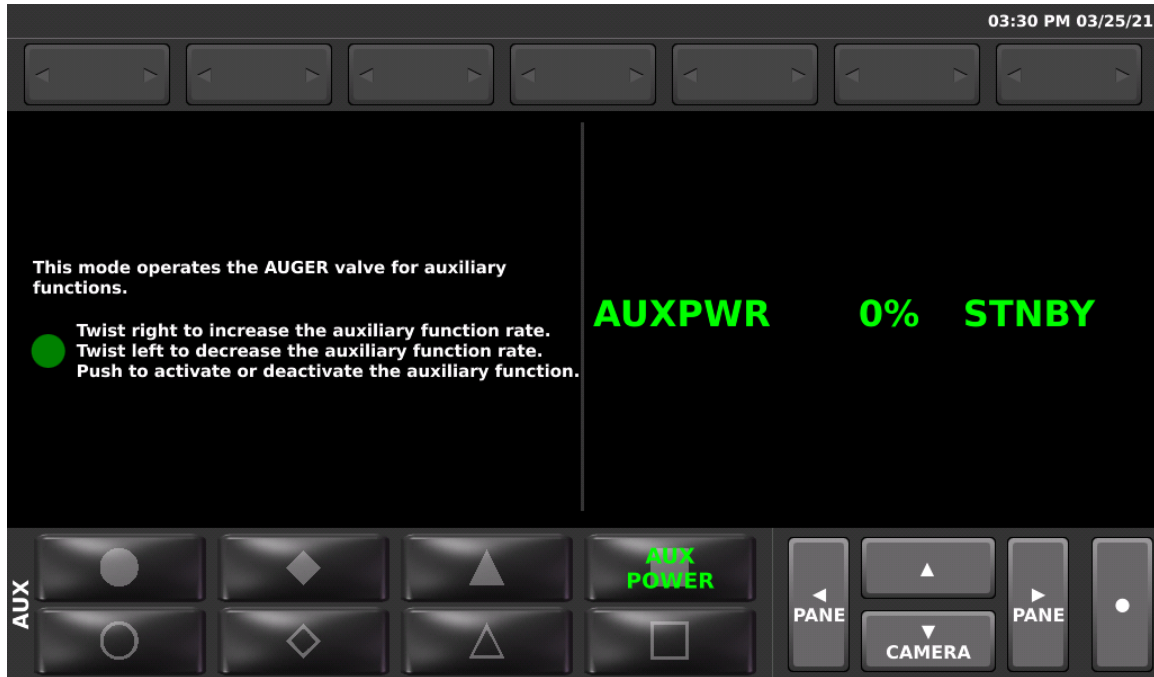 03:30 PM 03/25/21
This mode operates the AUGER valve for auxiliary
functions.
Twist right to increase the auxiliary function rate.
Twist left to decrease the auxiliary function rate.
Push to activate or deactivate the auxiliary function.
AUXPWR 0% STNBY
AUX
AUX
POWER
PANE
CAMERA
PANE